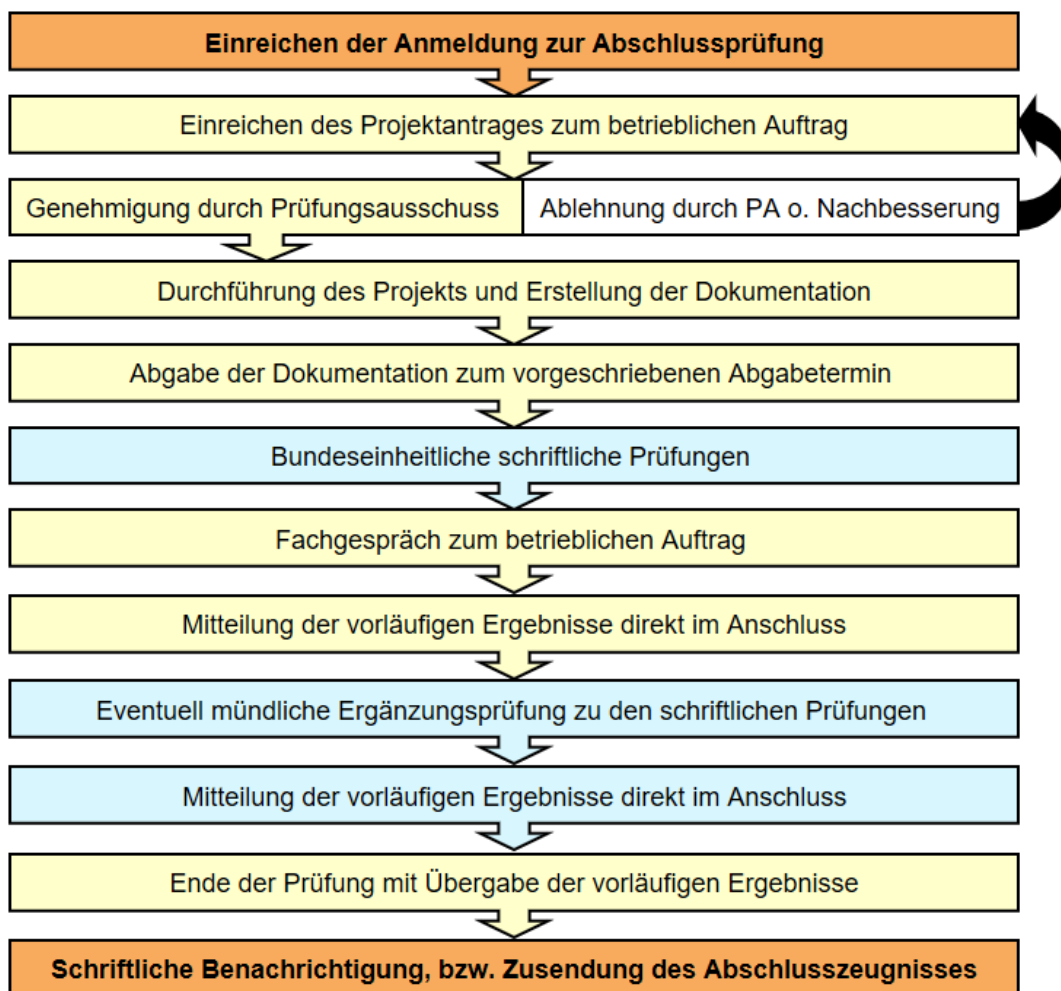 Einreichen der Anmeldung zur Abschlussprüfung
Einreichen des Projektantrages zum betrieblichen Auftrag
Genehmigung durch Prüfungsausschuss
Ablehnung durch PA o. Nachbesserung
Durchführung des Projekts und Erstellung der Dokumentation
Abgabe der Dokumentation zum vorgeschriebenen Abgabetermin
Bundeseinheitliche schriftliche Prüfungen
Fachgespräch zum betrieblichen Auftrag
Mitteilung der vorläufigen Ergebnisse direkt im Anschluss
Eventuell mündliche Ergänzungsprüfung zu den schriftlichen Prüfungen
Mitteilung der vorläufigen Ergebnisse direkt im Anschluss
Ende der Prüfung mit Übergabe der vorläufigen Ergebnisse
Schriftliche Benachrichtigung, bzw. Zusendung des Abschlusszeugnisses